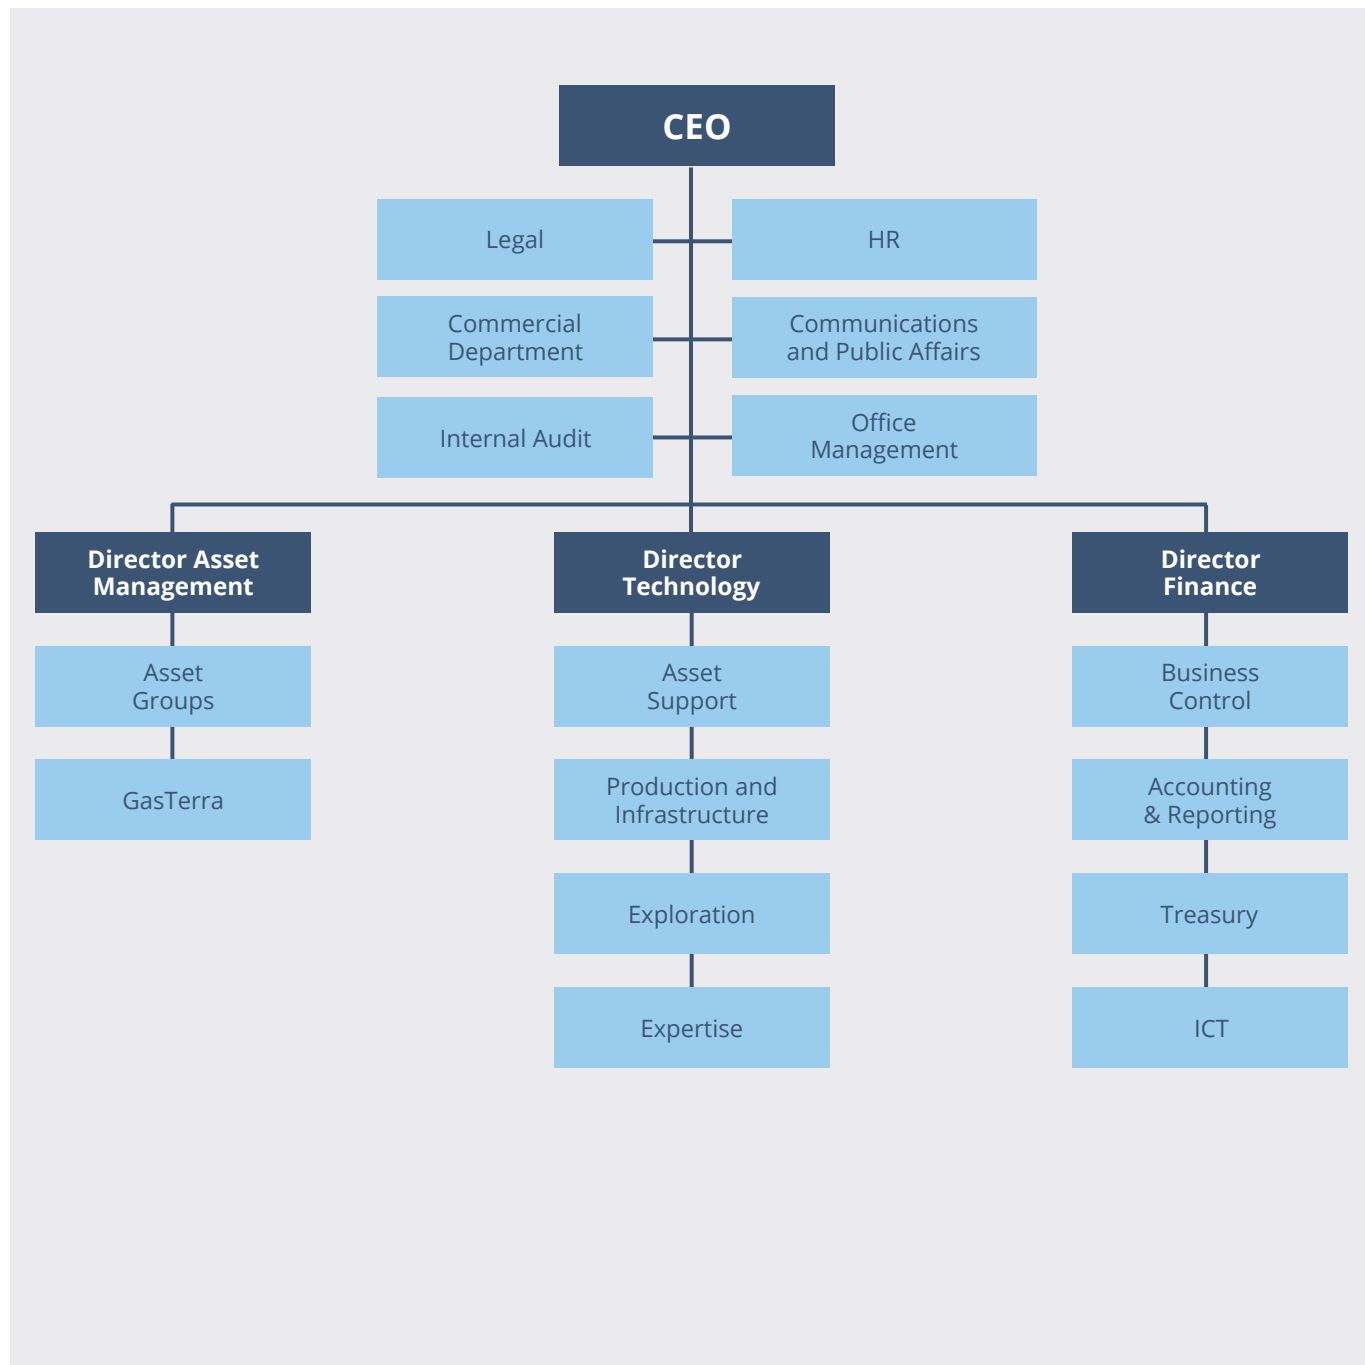 CEO
Legal
HR
Commercial
Department
Communications
and Public Affairs
Internal Audit
Office
Management
Director Asset
Management
Asset
Groups
GasTerra
Director
Technology
Asset
Support
Production and
Infrastructure
Exploration
Expertise
Director
Finance
Business
Control
Accounting
& Reporting
Treasury
ICT